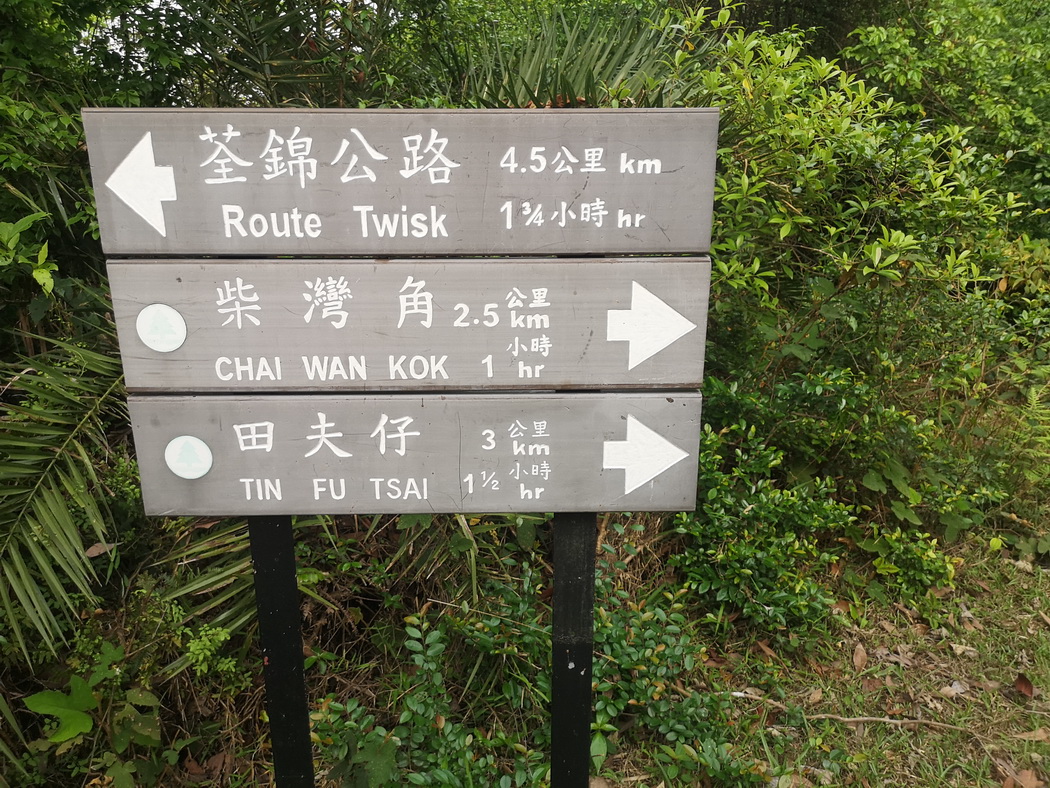 荃錦公路 4.5公里 km
Route Twisk 1¾小時 hr
柴灣角 2.5 公里 km
CHAI WAN KOK 1 小時 hr
田夫仔 3 公里 km
TIN FU TSAI 1½ 小時 hr